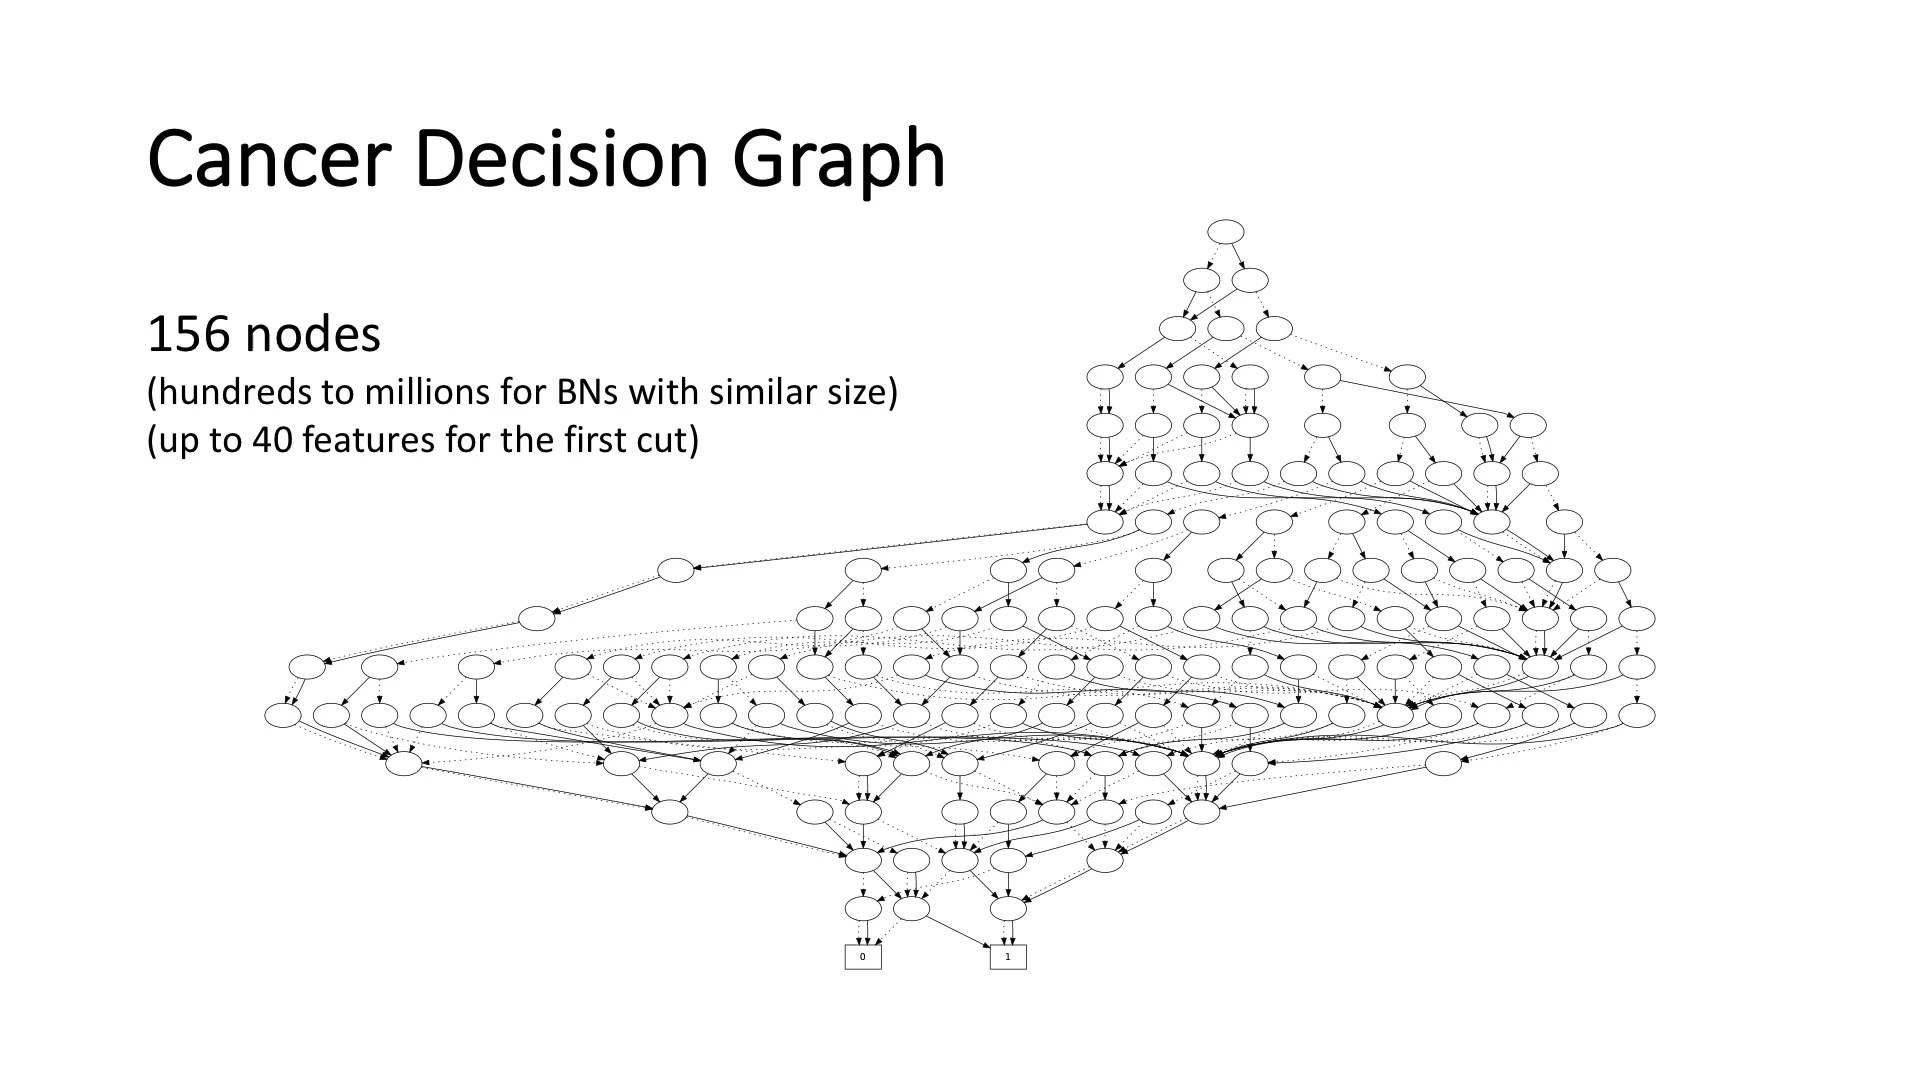 Cancer Decision Graph
156 nodes
(hundreds to millions for BNs with similar size)
(up to 40 features for the first cut)
0
1